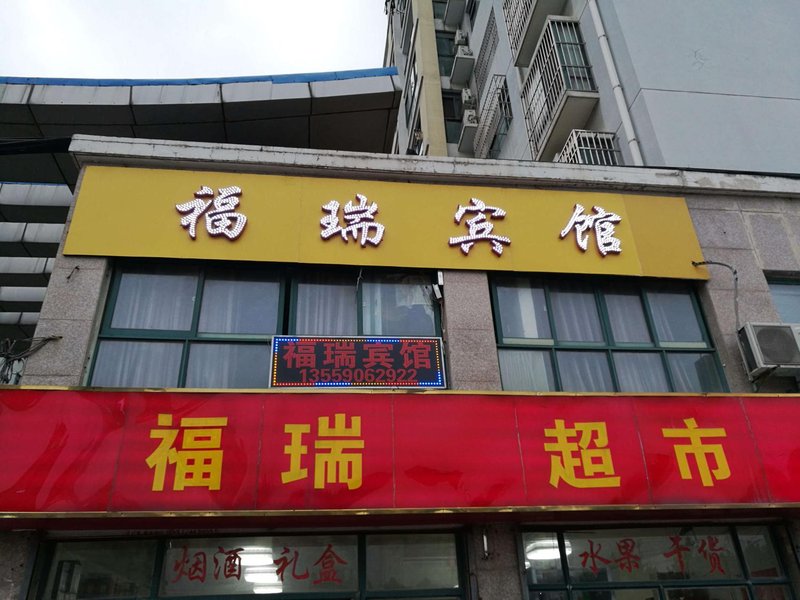 福瑞宾馆
福瑞宾馆
13559062922
福瑞 超市
烟酒 礼盒 水果 干货